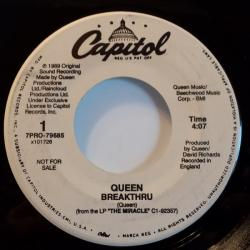 Capitol
REG. U.S. PAT. OFF.
℗ 1989 Original
Sound Recording
Made by Queen
Productions
Ltd./Raincloud
Productions Ltd.
Under Exclusive
License to Capitol
Records, Inc.
Queen Music/
Beechwood Music
Corp. - BMI
1
7PRO-79685
x101726
Time
4:07
NOT FOR
SALE
Produced by:
Queen/
David Richards
Recorded in
England
QUEEN
BREAKTHRU
(Queen)
(from the LP "THE MIRACLE" C1-92357)
MARCA REG.